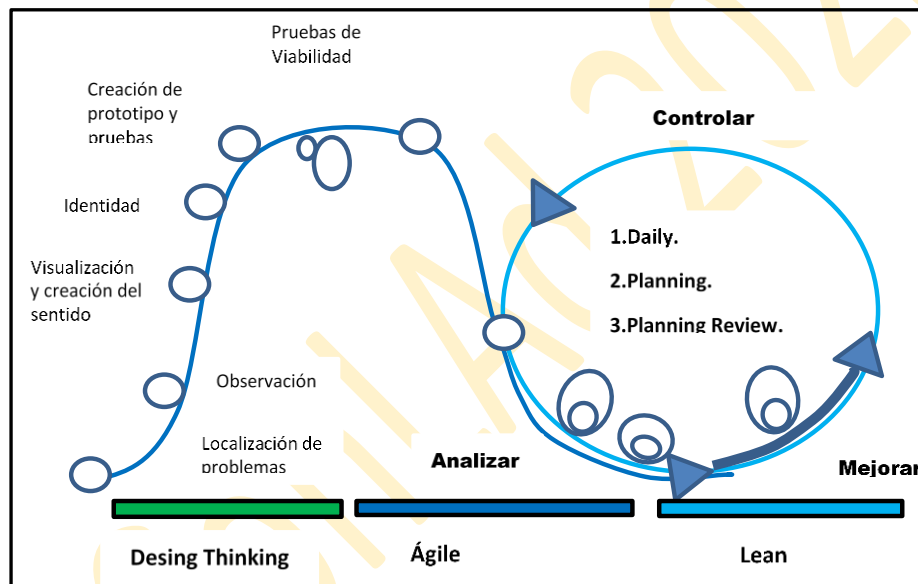 Pruebas de
Viabilidad
Creación de
prototipo y
pruebas
Controlar
Identidad
1.Daily.
2.Planning.
3.Planning Review.
Visualización
y creación del
sentido
Observación
Localización de
problemas
Analizar
Mejorar
Desing Thinking
Ágile
Lean